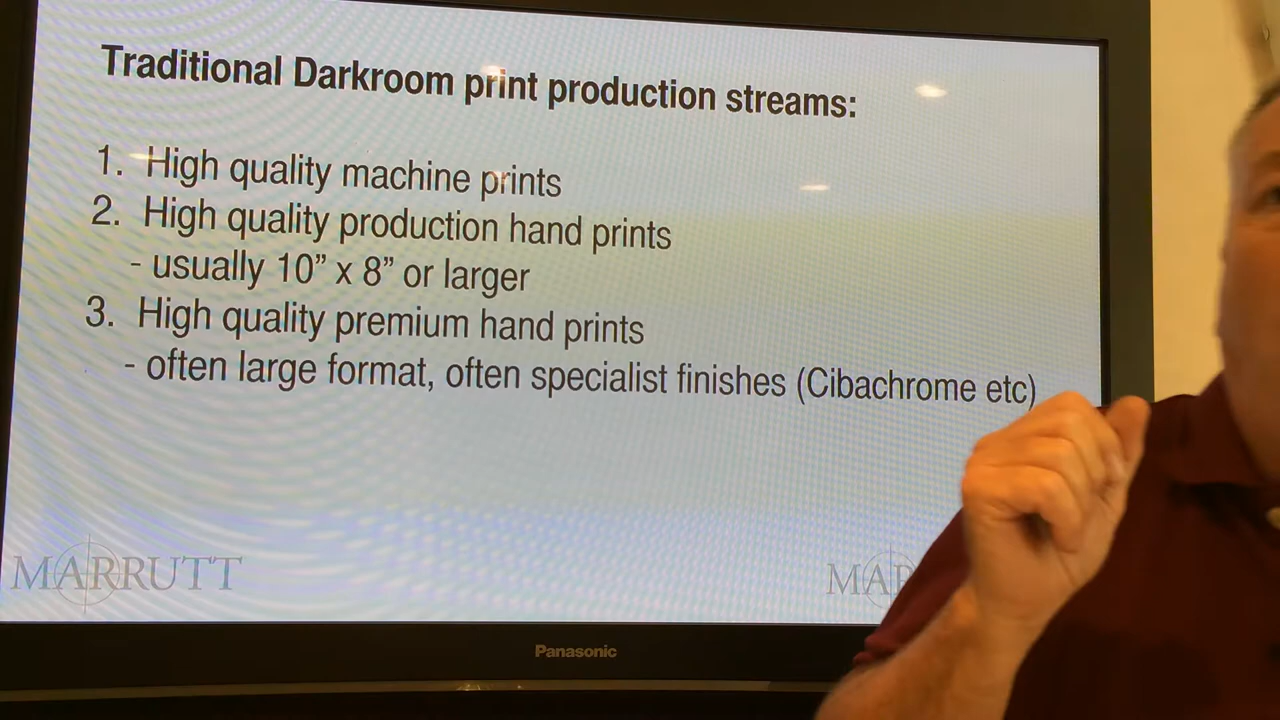 Traditional Darkroom print production streams:
1. High quality machine prints
2. High quality production hand prints
- usually 10” x 8” or larger
3. High quality premium hand prints
- often large format, often specialist finishes (Cibachrome etc)
MARRUTT
MAR
Panasonic